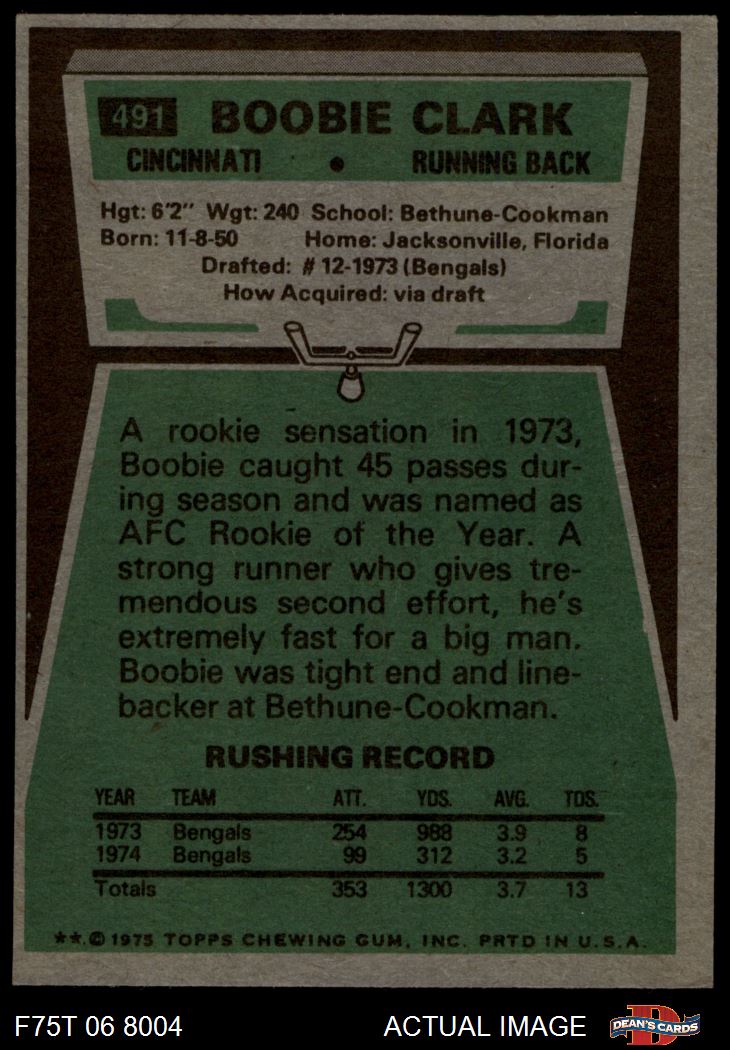 491 BOOBIE CLARK
CINCINNATI • RUNNING BACK
Hgt: 6'2" Wgt: 240 School: Bethune-Cookman
Born: 11-8-50 Home: Jacksonville, Florida
Drafted: # 12-1973 (Bengals)
How Acquired: via draft
A rookie sensation in 1973,
Boobie caught 45 passes dur-
ing season and was named as
AFC Rookie of the Year. A
strong runner who gives tre-
mendous second effort, he's
extremely fast for a big man.
Boobie was tight end and line-
backer at Bethune-Cookman.
RUSHING RECORD
YEAR TEAM ATT. YDS. AVG. TDS.
1973 Bengals 254 988 3.9 8
1974 Bengals 99 312 3.2 5
Totals 353 1300 3.7 13
**.© 1975 TOPPS CHEWING GUM, INC. PRTD IN U.S.A.
F75T 06 8004 ACTUAL IMAGE DEAN'S CARDS